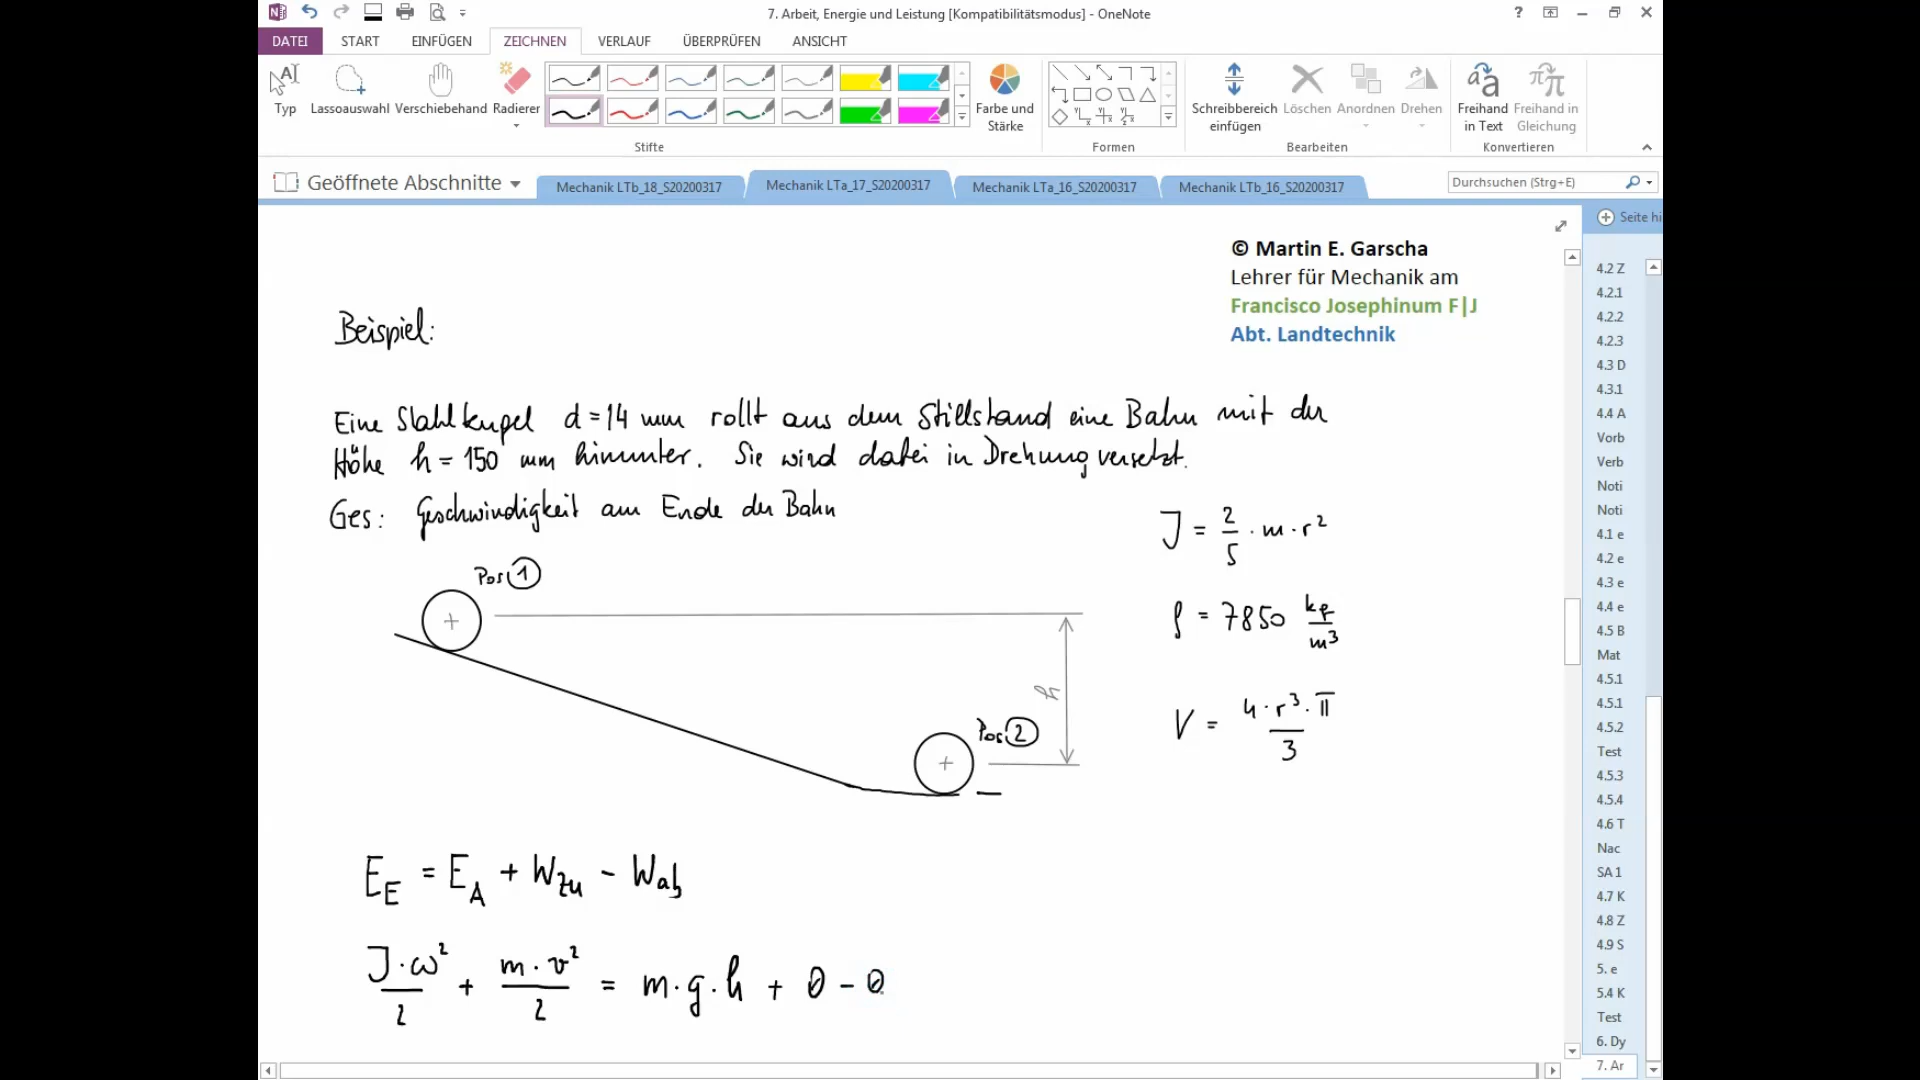 7. Arbeit, Energie und Leistung [Kompatibilitätsmodus] - OneNote
DATEI START EINFÜGEN ZEICHNEN VERLAUF ÜBERPRÜFEN ANSICHT
Typ Lassoauswahl Verschiebehand Radierer
Stifte
Farbe und Stärke
Formen
Schreibbereich einfügen Löschen Anordnen Drehen
Bearbeiten
Freihand in Text Freihand in Gleichung
Konvertieren
Geöffnete Abschnitte
Mechanik LTb_18_S20200317 Mechanik LTa_17_S20200317 Mechanik LTa_16_S20200317 Mechanik LTb_16_S20200317
Durchsuchen (Strg+E)
Seite hi
© Martin E. Garscha
Lehrer für Mechanik am
Francisco Josephinum F|J
Abt. Landtechnik
Beispiel:
Eine Stahlkugel d = 14 mm rollt aus dem Stillstand eine Bahn mit der
Höhe h = 150 mm hinunter. Sie wird dabei in Drehung versetzt.
Ges: Geschwindigkeit am Ende der Bahn
Pos. ①
h
Pos. ②
J = 2/5 · m · r²
ρ = 7850 kg/m³
V = 4 · r³ · π / 3
E_E = E_A + W_zu - W_ab
J · ω² / 2 + m · v² / 2 = m · g · h + 0 - 0
4.2 Z
4.2.1
4.2.2
4.2.3
4.3 D
4.3.1
4.4 A
Vorb
Verb
Noti
Noti
4.1 e
4.2 e
4.3 e
4.4 e
4.5 B
Mat
4.5.1
4.5.1
4.5.2
Test
4.5.3
4.5.4
4.6 T
Nac
SA 1
4.7 K
4.8 Z
4.9 S
5. e
5.4 K
Test
6. Dy
7. Ar